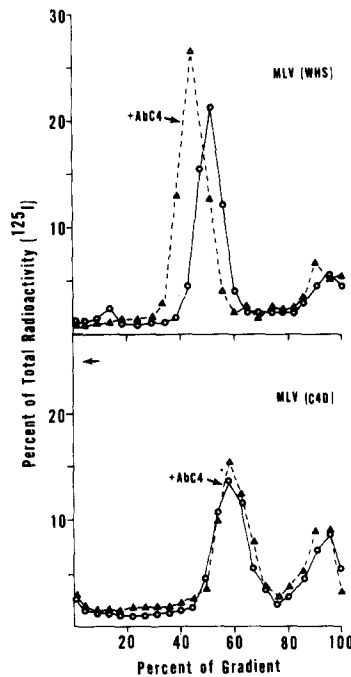 30
MLV (WHS)
+AbC4
20
10
Percent of Total Radioactivity [125I]
MLV (C4D)
20
+AbC4
10
20 40 60 80 100
Percent of Gradient